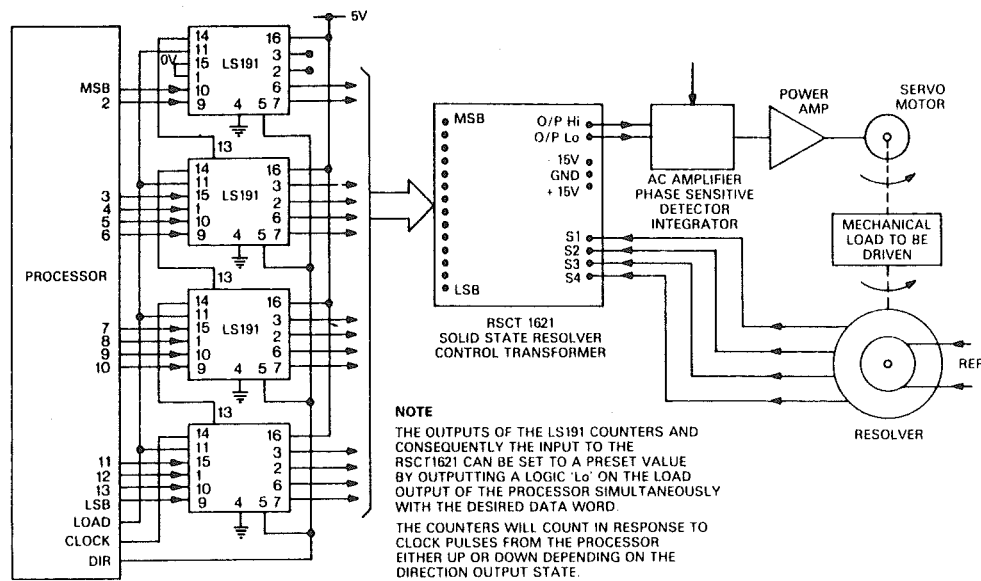 5V
14
16
11
3
0V
15
LS191
2
1
MSB
10
6
2
9
4
5
7
13
14
16
11
3
15
LS191
2
3
1
4
10
6
5
9
4
5
7
6
PROCESSOR
13
14
16
11
3
7
15
LS191
2
8
1
9
10
6
10
9
4
5
7
13
14
16
11
3
11
15
LS191
2
12
1
13
10
6
LSB
9
4
5
7
LOAD
CLOCK
DIR
MSB
O/P Hi
O/P Lo
15V
GND
+ 15V
S1
S2
S3
S4
LSB
RSCT 1621
SOLID STATE RESOLVER
CONTROL TRANSFORMER
AC AMPLIFIER
PHASE SENSITIVE
DETECTOR
INTEGRATOR
POWER
AMP
SERVO
MOTOR
MECHANICAL
LOAD TO BE
DRIVEN
REF
RESOLVER
NOTE
THE OUTPUTS OF THE LS191 COUNTERS AND
CONSEQUENTLY THE INPUT TO THE
RSCT1621 CAN BE SET TO A PRESET VALUE
BY OUTPUTTING A LOGIC 'Lo' ON THE LOAD
OUTPUT OF THE PROCESSOR SIMULTANEOUSLY
WITH THE DESIRED DATA WORD.
THE COUNTERS WILL COUNT IN RESPONSE TO
CLOCK PULSES FROM THE PROCESSOR
EITHER UP OR DOWN DEPENDING ON THE
DIRECTION OUTPUT STATE.